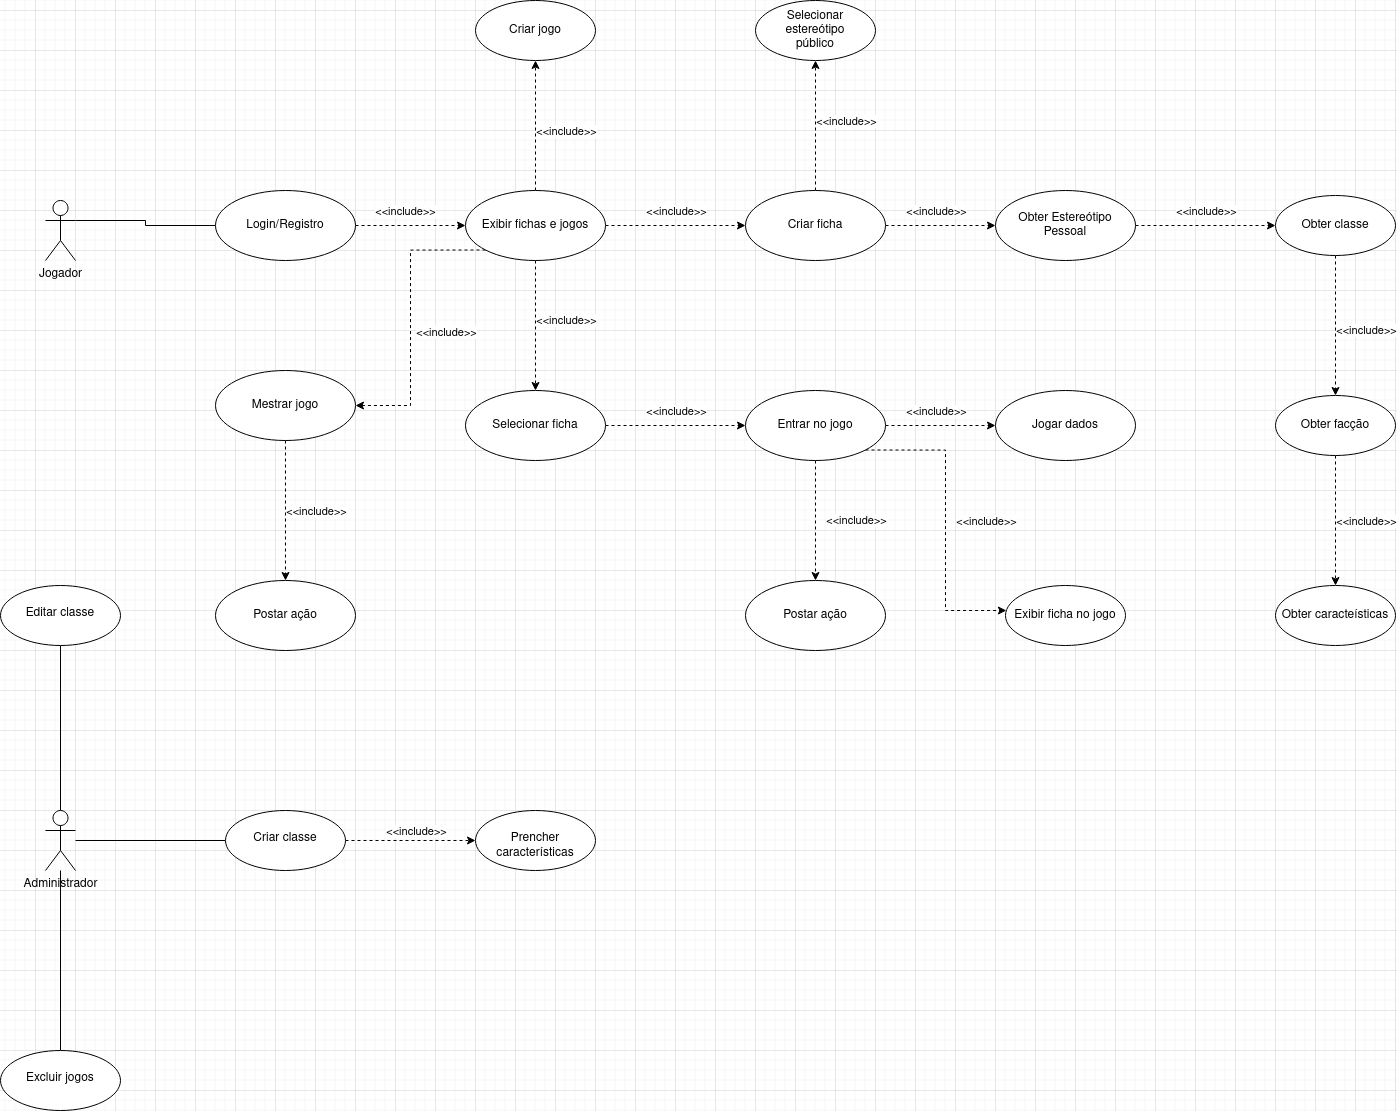 Criar jogo
Selecionar
estereótipo
público
<<include>>
<<include>>
Jogador
Login/Registro
<<include>>
Exibir fichas e jogos
<<include>>
Criar ficha
<<include>>
Obter Estereótipo
Pessoal
<<include>>
Obter classe
<<include>>
<<include>>
<<include>>
Mestrar jogo
Selecionar ficha
<<include>>
Entrar no jogo
<<include>>
Jogar dados
Obter facção
<<include>>
<<include>>
<<include>>
<<include>>
Editar classe
Postar ação
Postar ação
Exibir ficha no jogo
Obter caracteísticas
Administrador
Criar classe
<<include>>
Prencher
características
Excluir jogos